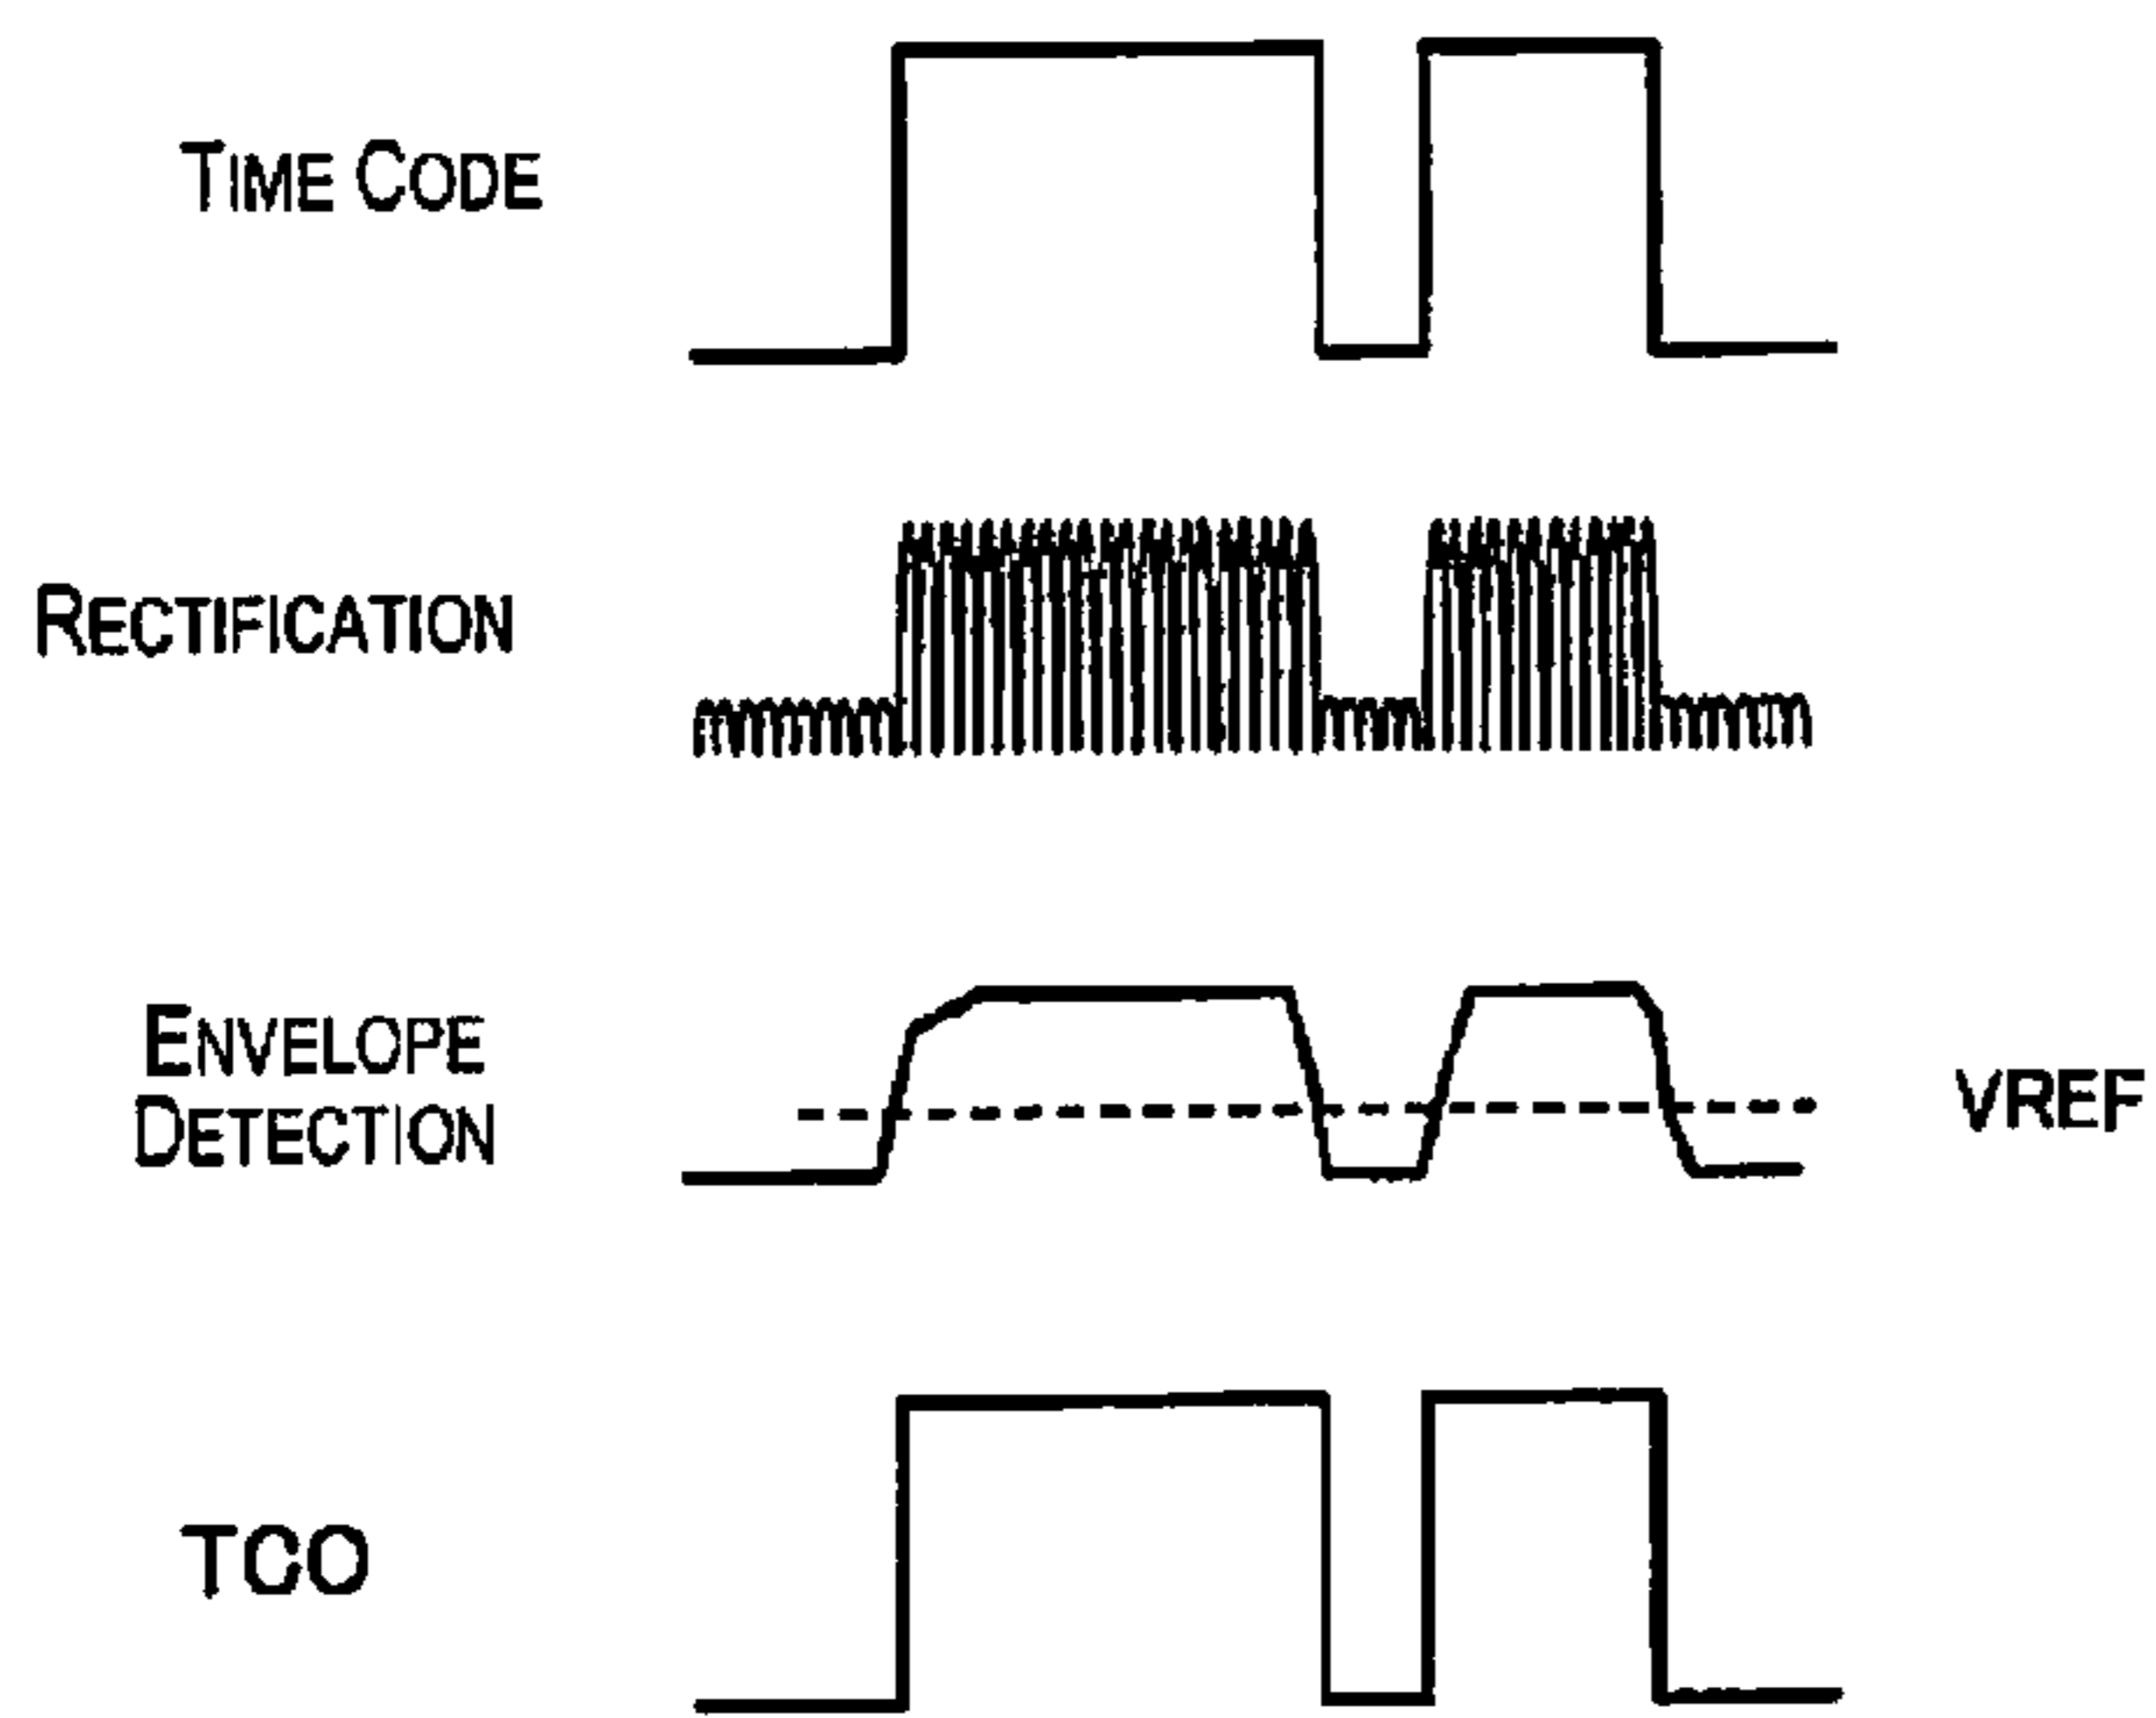 TIME CODE
RECTIFICATION
ENVELOPE
DETECTION
VREF
TCO